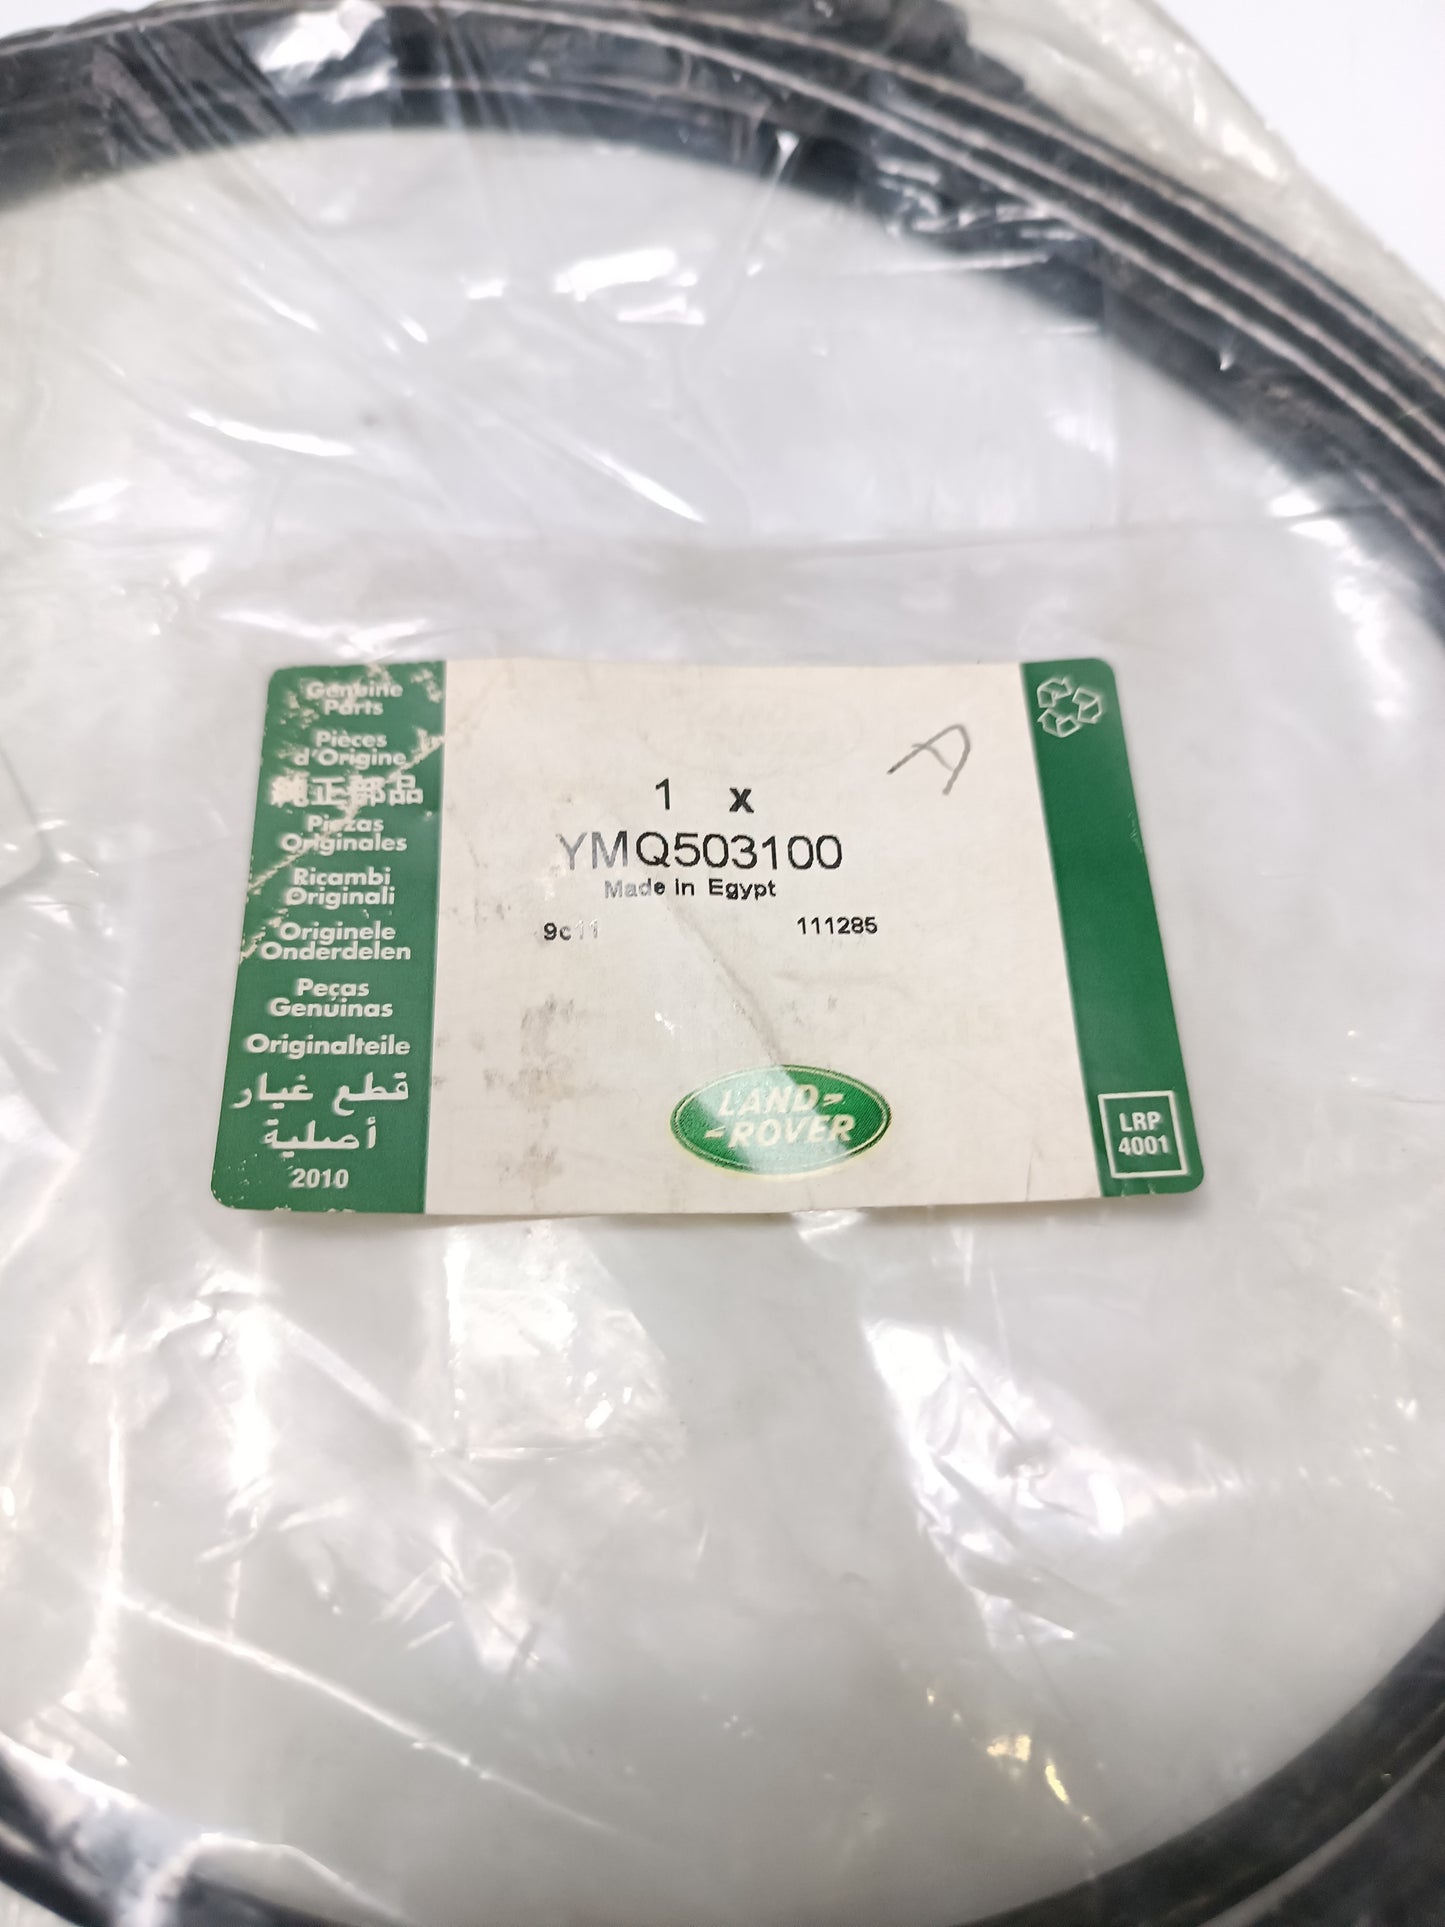 Genuine
Parts
Pièces
d'Origine
純正部品
Piezas
Originales
Ricambi
Originali
Originele
Onderdelen
Peças
Genuinas
Originalteile
قطع غيار
أصلية
2010
A
1 x
YMQ503100
Made in Egypt
9c11 111285
LAND-
-ROVER
LRP
4001